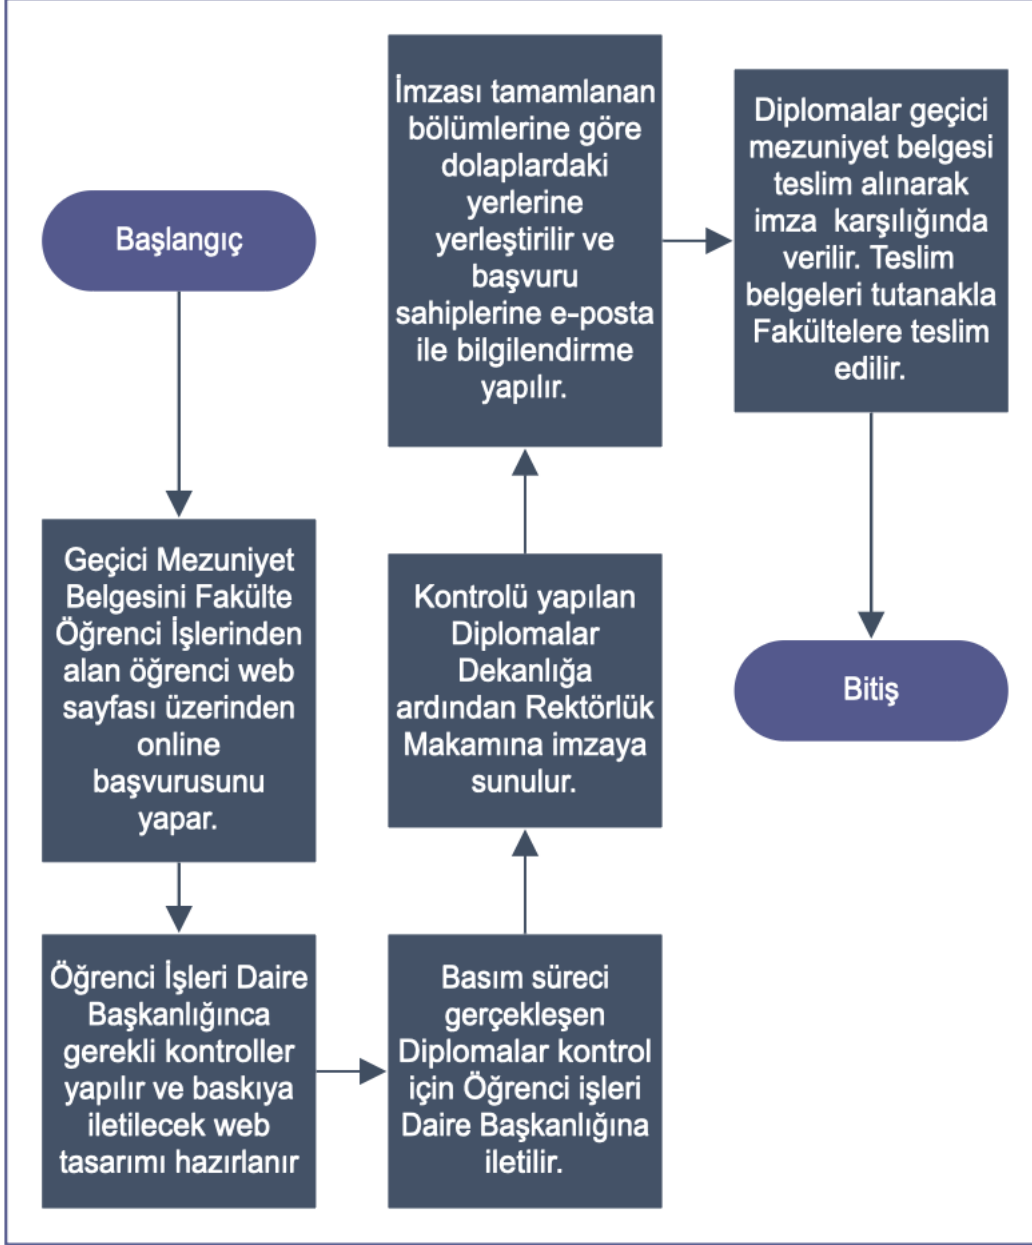 Başlangıç
Geçici Mezuniyet
Belgesini Fakülte
Öğrenci İşlerinden
alan öğrenci web
sayfası üzerinden
online
başvurusunu
yapar.
Öğrenci İşleri Daire
Başkanlığınca
gerekli kontroller
yapılır ve baskıya
iletilecek web
tasarımı hazırlanır
Basım süreci
gerçekleşen
Diplomalar kontrol
için Öğrenci işleri
Daire Başkanlığına
iletilir.
Kontrolü yapılan
Diplomalar
Dekanlığa
ardından Rektörlük
Makamına imzaya
sunulur.
İmzası tamamlanan
bölümlerine göre
dolaplardaki
yerlerine
yerleştirilir ve
başvuru
sahiplerine e-posta
ile bilgilendirme
yapılır.
Diplomalar geçici
mezuniyet belgesi
teslim alınarak
imza karşılığında
verilir. Teslim
belgeleri tutanakla
Fakültelere teslim
edilir.
Bitiş